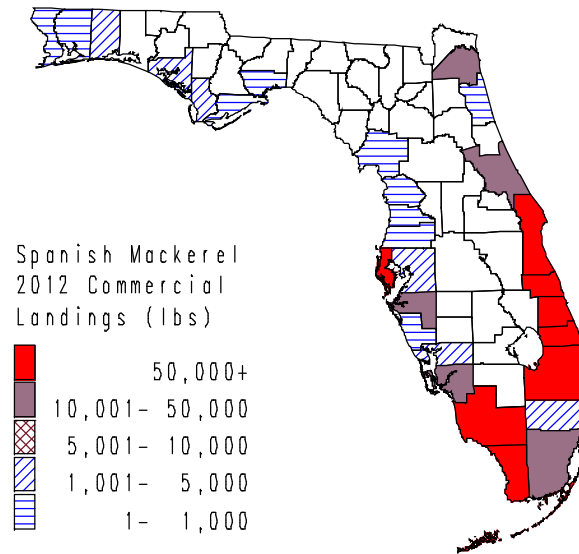 Spanish Mackerel
2012 Commercial
Landings (lbs)
50,000+
10,001- 50,000
5,001- 10,000
1,001- 5,000
1- 1,000